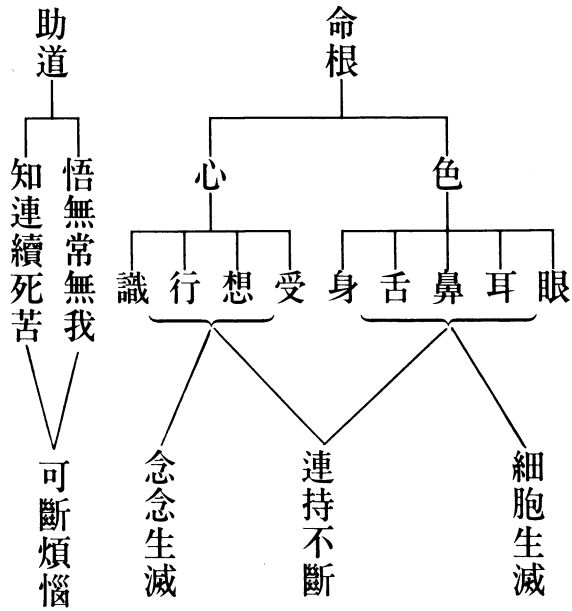 命根
色
眼
耳
鼻
舌
身
心
受
想
行
識
細胞生滅
連持不斷
念念生滅
助道
悟無常無我
知連續死苦
可斷煩惱